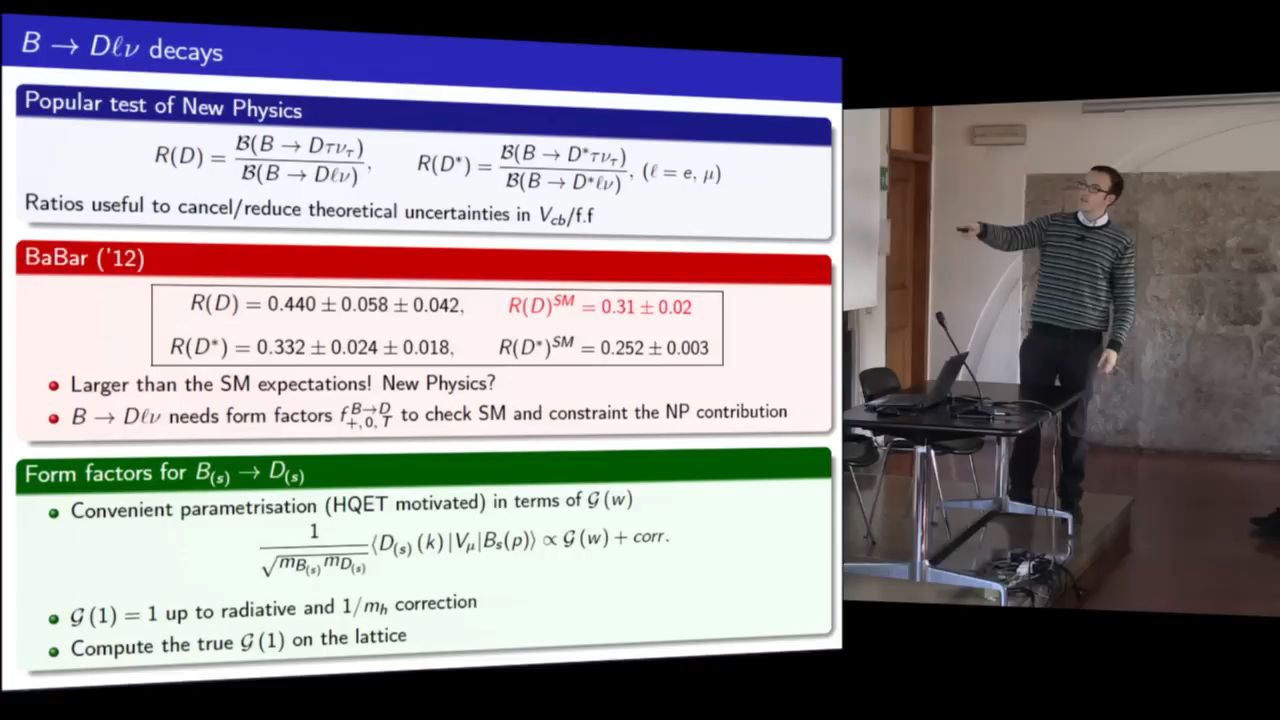 B → Dℓν decays
Popular test of New Physics
R(D) = ℬ(B → Dτν_τ) / ℬ(B → Dℓν), R(D*) = ℬ(B → D*τν_τ) / ℬ(B → D*ℓν), (ℓ = e, μ)
Ratios useful to cancel/reduce theoretical uncertainties in V_cb/f.f
BaBar ('12)
R(D) = 0.440 ± 0.058 ± 0.042, R(D)^SM = 0.31 ± 0.02
R(D*) = 0.332 ± 0.024 ± 0.018, R(D*)^SM = 0.252 ± 0.003
Larger than the SM expectations! New Physics?
B → Dℓν needs form factors f^{B→D}_{+,0,T} to check SM and constraint the NP contribution
Form factors for B_(s) → D_(s)
Convenient parametrisation (HQET motivated) in terms of 𝒢(w)
1 / √(m_{B_(s)} m_{D_(s)}) ⟨D_(s)(k)|V_μ|B_s(p)⟩ ∝ 𝒢(w) + corr.
𝒢(1) = 1 up to radiative and 1/m_h correction
Compute the true 𝒢(1) on the lattice